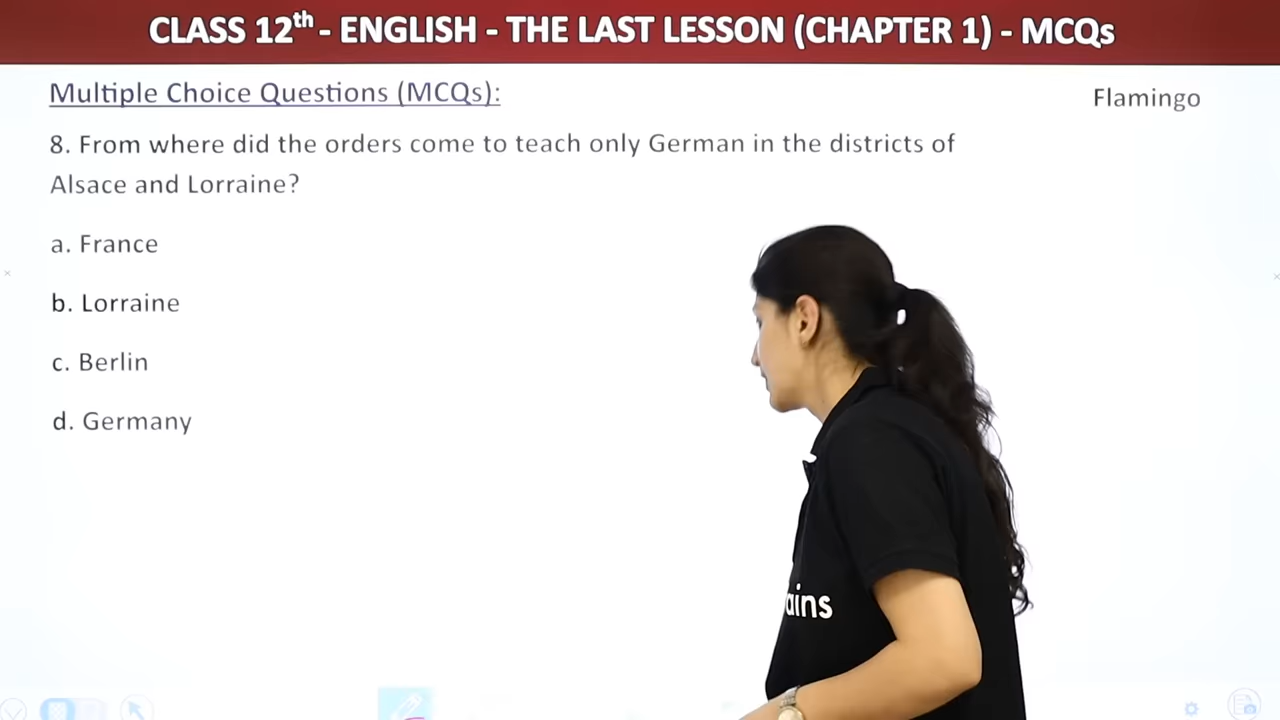 CLASS 12th - ENGLISH - THE LAST LESSON (CHAPTER 1) - MCQs
Multiple Choice Questions (MCQs):
Flamingo
8. From where did the orders come to teach only German in the districts of
Alsace and Lorraine?
a. France
b. Lorraine
c. Berlin
d. Germany
ains